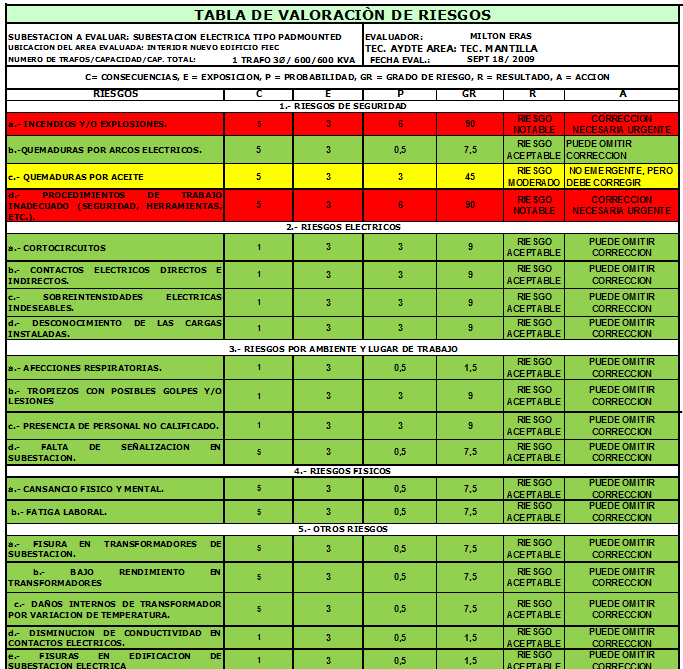 TABLA DE VALORACIÒN DE RIESGOS
SUBESTACION A EVALUAR: SUBESTACION ELECTRICA TIPO PADMOUNTED
UBICACION DEL AREA EVALUADA: INTERIOR NUEVO EDIFICIO FIEC
NUMERO DE TRAFOS/CAPACIDAD/CAP. TOTAL: 1 TRAFO 3Ø/ 600/600 KVA
EVALUADOR: MILTON ERAS
TEC. AYDTE AREA: TEC. MANTILLA
FECHA EVAL.: SEPT 18/ 2009
C= CONSECUENCIAS, E = EXPOSICION, P = PROBABILIDAD, GR = GRADO DE RIESGO, R = RESULTADO, A = ACCION
RIESGOS C E P GR R A
1.- RIESGOS DE SEGURIDAD
a.- INCENDIOS Y/O EXPLOSIONES. 5 3 6 90 RIESGO NOTABLE CORRECCION NECESARIA URGENTE
b.-QUEMADURAS POR ARCOS ELECTRICOS. 5 3 0,5 7,5 RIESGO ACEPTABLE PUEDE OMITIR CORRECCION
c.- QUEMADURAS POR ACEITE 5 3 3 45 RIESGO MODERADO NO EMERGENTE, PERO DEBE CORREGIR
d.- PROCEDIMIENTOS DE TRABAJO
INADECUADO (SEGURIDAD, HERRAMIENTAS,
ETC.). 5 3 6 90 RIESGO NOTABLE CORRECCION NECESARIA URGENTE
2.- RIESGOS ELECTRICOS
a.- CORTOCIRCUITOS 1 3 3 9 RIESGO ACEPTABLE PUEDE OMITIR CORRECCION
b.- CONTACTOS ELECTRICOS DIRECTOS E
INDIRECTOS. 1 3 3 9 RIESGO ACEPTABLE PUEDE OMITIR CORRECCION
c.- SOBREINTENSIDADES ELECTRICAS
INDESEABLES. 1 3 3 9 RIESGO ACEPTABLE PUEDE OMITIR CORRECCION
d.- DESCONOCIMIENTO DE LAS CARGAS
INSTALADAS. 1 3 3 9 RIESGO ACEPTABLE PUEDE OMITIR CORRECCION
3.- RIESGOS POR AMBIENTE Y LUGAR DE TRABAJO
a.- AFECCIONES RESPIRATORIAS. 1 3 0,5 1,5 RIESGO ACEPTABLE PUEDE OMITIR CORRECCION
b.- TROPIEZOS CON POSIBLES GOLPES Y/O
LESIONES 1 3 3 9 RIESGO ACEPTABLE PUEDE OMITIR CORRECCION
c.- PRESENCIA DE PERSONAL NO CALIFICADO. 1 3 3 9 RIESGO ACEPTABLE PUEDE OMITIR CORRECCION
d.- FALTA DE SEÑALIZACION EN
SUBESTACION. 5 3 0,5 7,5 RIESGO ACEPTABLE PUEDE OMITIR CORRECCION
4.- RIESGOS FISICOS
a.- CANSANCIO FISICO Y MENTAL. 5 3 0,5 7,5 RIESGO ACEPTABLE PUEDE OMITIR CORRECCION
b.- FATIGA LABORAL. 5 3 0,5 7,5 RIESGO ACEPTABLE PUEDE OMITIR CORRECCION
5.- OTROS RIESGOS
a.- FISURA EN TRANSFORMADORES DE
SUBESTACION. 5 3 0,5 7,5 RIESGO ACEPTABLE PUEDE OMITIR CORRECCION
b.- BAJO RENDIMIENTO EN
TRANSFORMADORES 5 3 0,5 7,5 RIESGO ACEPTABLE PUEDE OMITIR CORRECCION
c.- DAÑOS INTERNOS DE TRANSFORMADOR
POR VARIACION DE TEMPERATURA. 5 3 0,5 7,5 RIESGO ACEPTABLE PUEDE OMITIR CORRECCION
d.- DISMINUCION DE CONDUCTIVIDAD EN
CONTACTOS ELECTRICOS. 1 3 0,5 1,5 RIESGO ACEPTABLE PUEDE OMITIR CORRECCION
e.- FISURAS EN EDIFICACION DE
SUBESTACION ELECTRICA 1 3 0,5 1,5 RIESGO ACEPTABLE PUEDE OMITIR CORRECCION